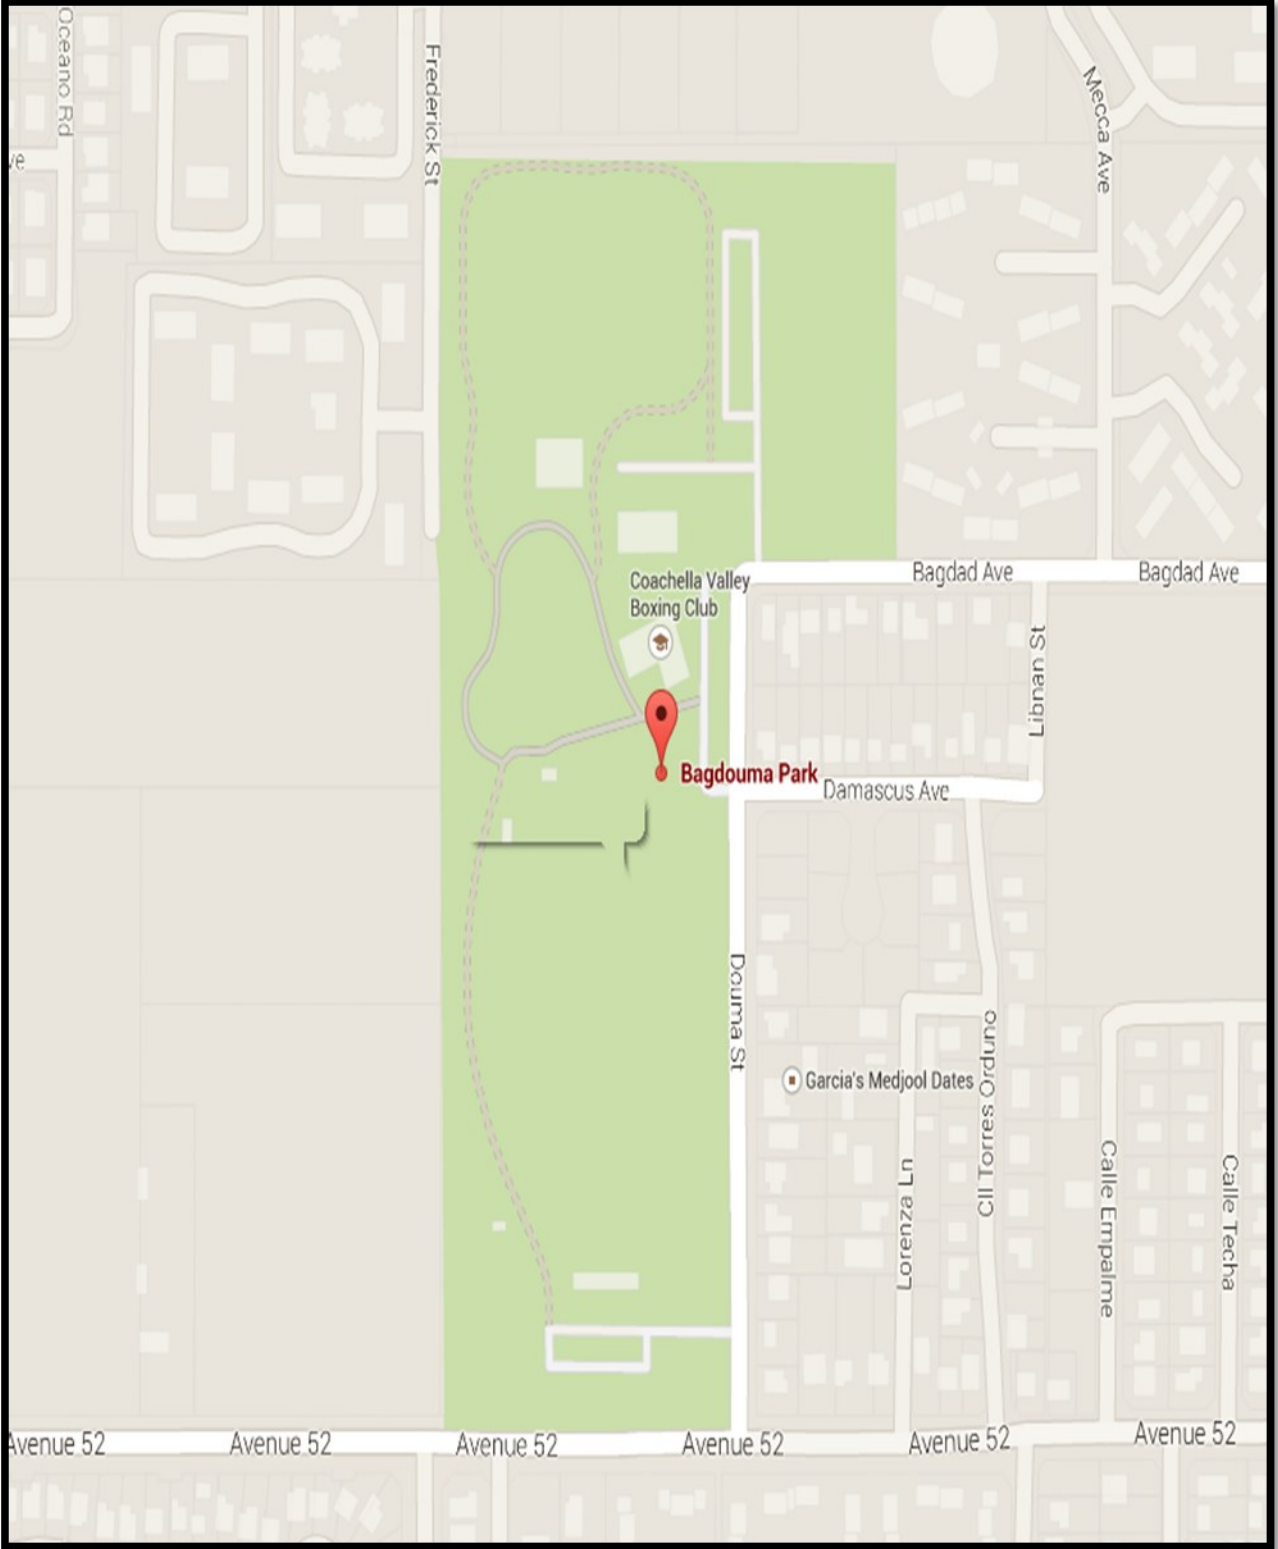 Oceano Rd
Frederick St
Mecca Ave
ve
Coachella Valley
Boxing Club
Bagdad Ave
Bagdad Ave
Libnan St
Bagdouma Park
Damascus Ave
Douma St
Garcia's Medjool Dates
Cll Torres Orduno
Lorenza Ln
Calle Empalme
Calle Techa
Avenue 52
Avenue 52
Avenue 52
Avenue 52
Avenue 52
Avenue 52